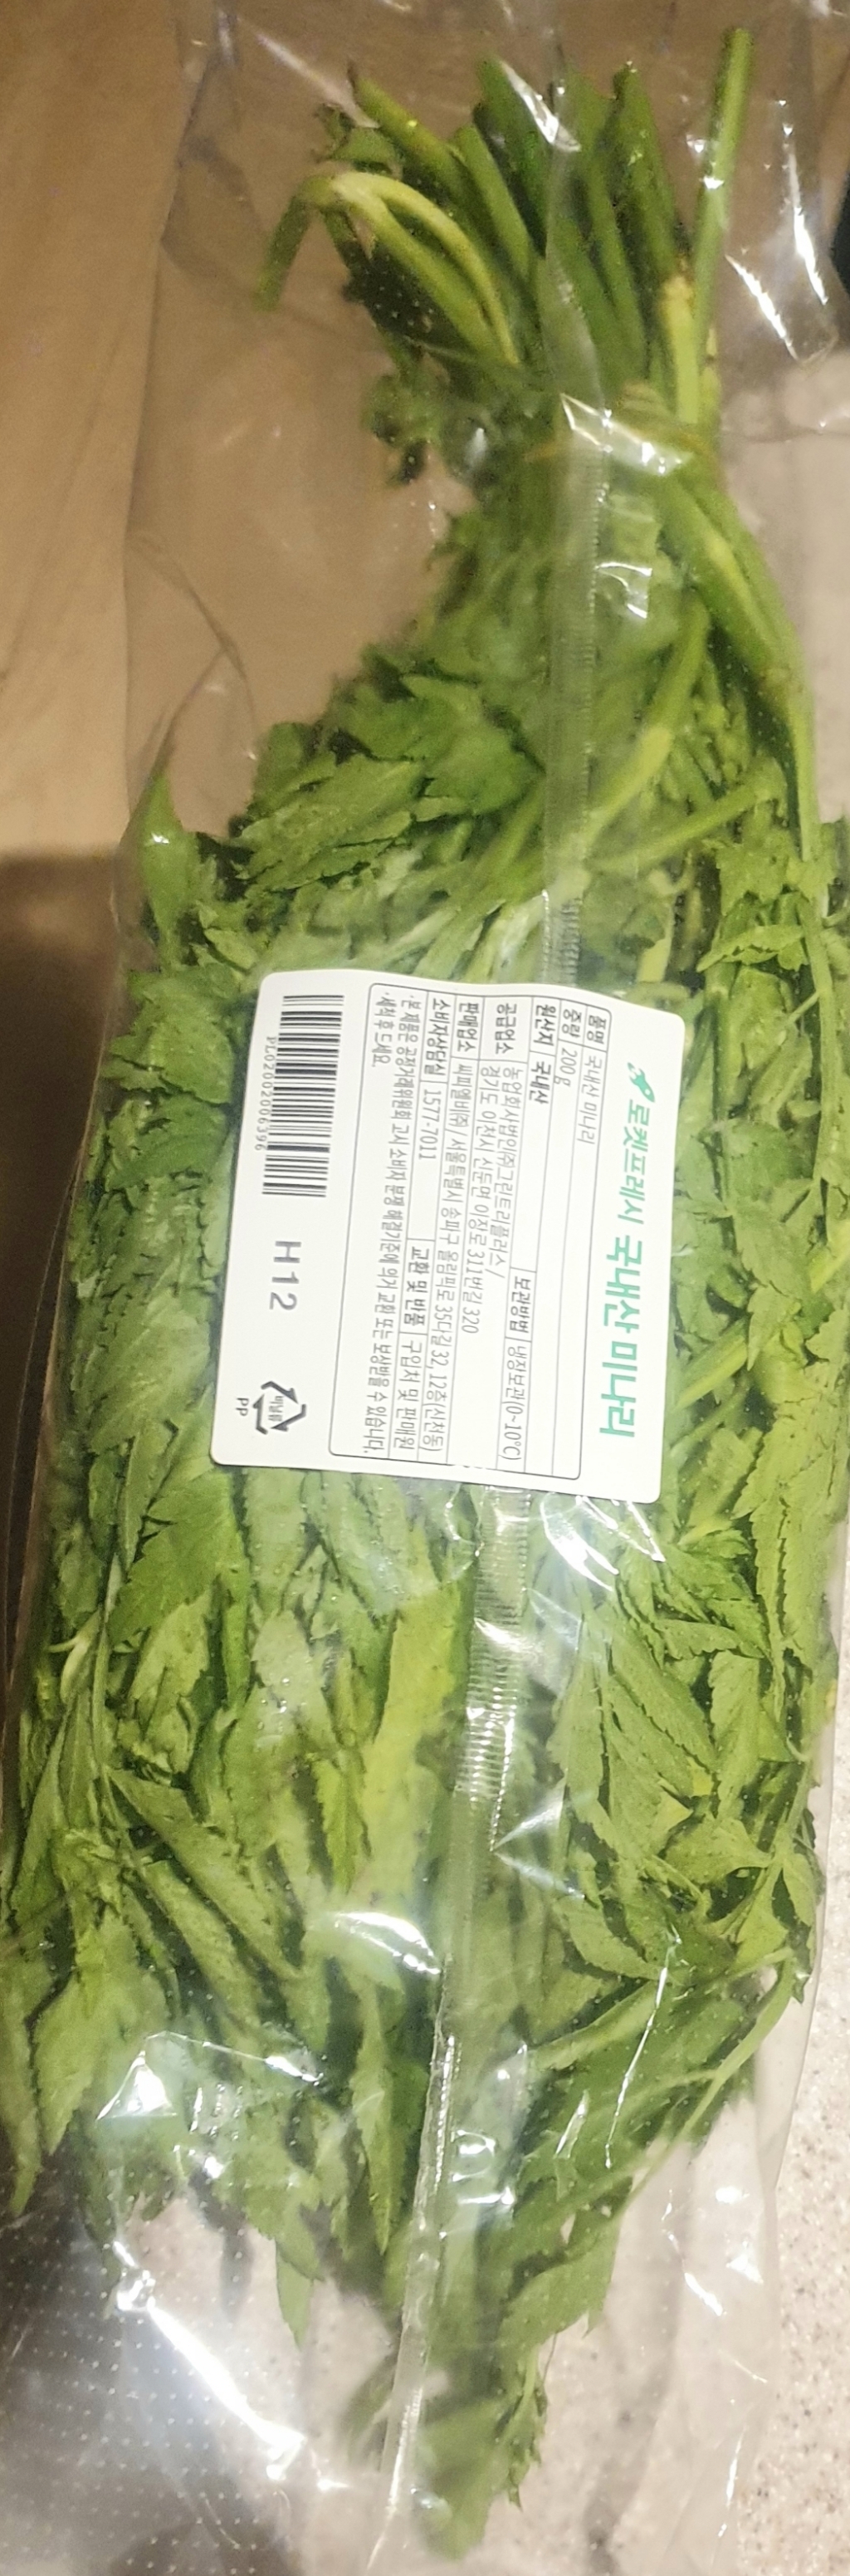 로켓프레시 국내산 미나리
품명 국내산 미나리
중량 200g
원산지 국내산 보관방법 냉장보관(0~10℃)
공급업소 농업회사법인㈜그린트리플러스 /
경기도 이천시 신둔면 이장로 311번길 320
판매업소 씨피엘비㈜ / 서울특별시 송파구 올림픽로 35다길 32, 12층(신천동)
소비자상담실 1577-7011 교환 및 반품 구입처 및 판매원
·본 제품은 공정거래위원회 고시 소비자 분쟁 해결기준에 의거 교환 또는 보상받을 수 있습니다.
·세척 후 드세요.
PL02002006396
H12
비닐류
PP